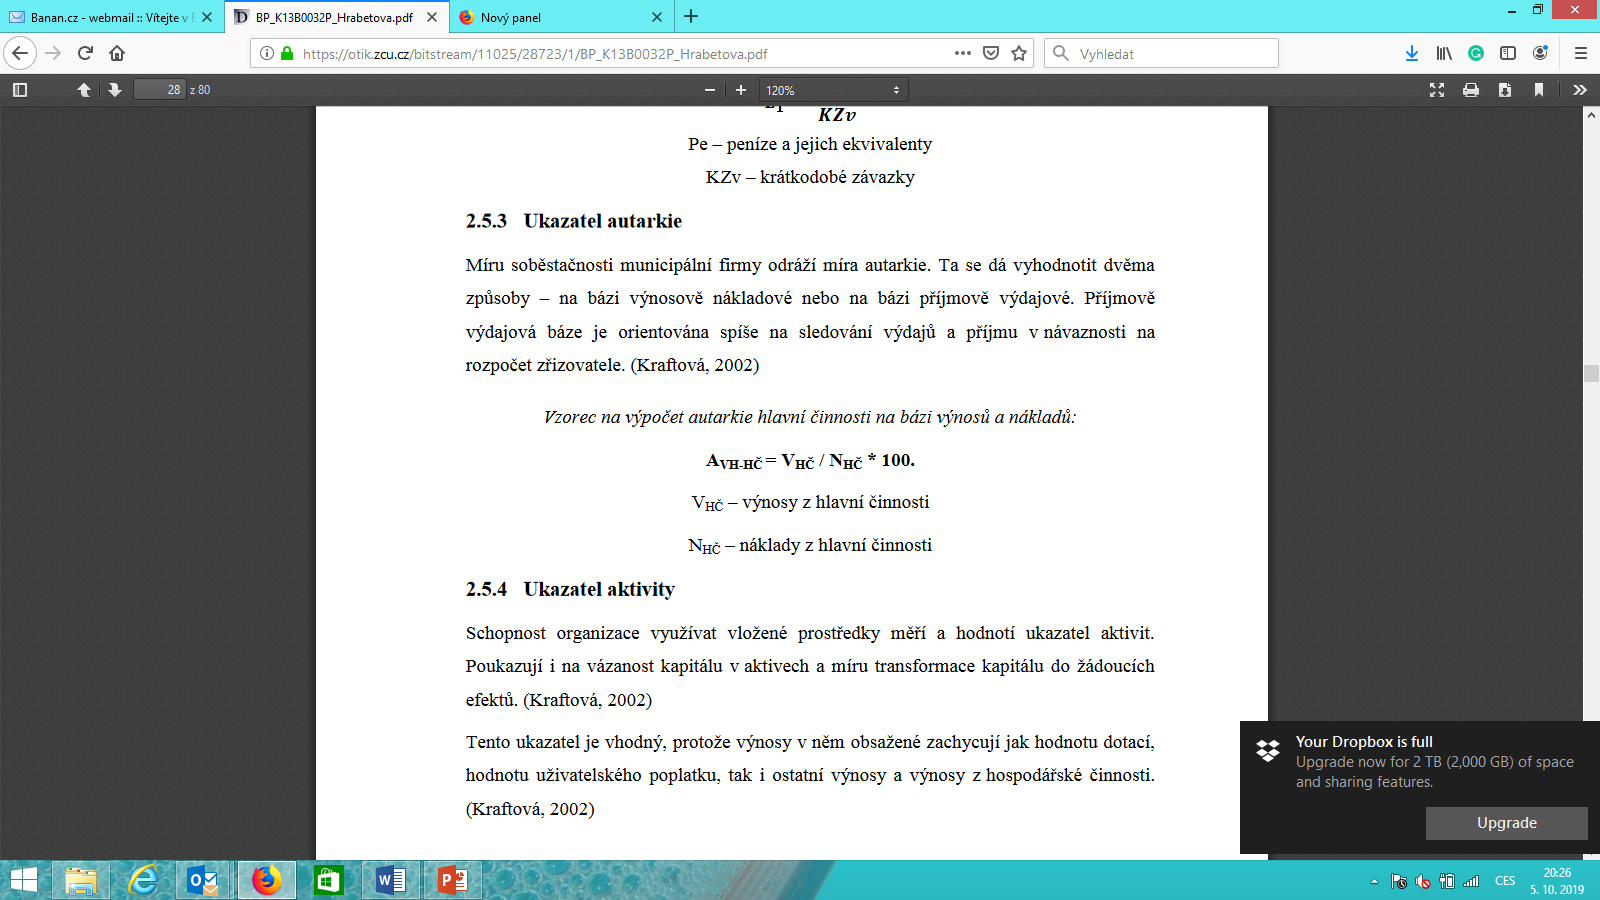 Banan.cz - webmail :: Vítejte v
BP_K13B0032P_Hrabetova.pdf
Nový panel
https://otik.zcu.cz/bitstream/11025/28723/1/BP_K13B0032P_Hrabetova.pdf
Vyhledat
28 z 80
120%
KZv
Pe – peníze a jejich ekvivalenty
KZv – krátkodobé závazky
2.5.3 Ukazatel autarkie
Míru soběstačnosti municipální firmy odráží míra autarkie. Ta se dá vyhodnotit dvěma
způsoby – na bázi výnosově nákladové nebo na bázi příjmově výdajové. Příjmově
výdajová báze je orientována spíše na sledování výdajů a příjmu v návaznosti na
rozpočet zřizovatele. (Kraftová, 2002)
Vzorec na výpočet autarkie hlavní činnosti na bázi výnosů a nákladů:
AVH-HČ = VHČ / NHČ * 100.
VHČ – výnosy z hlavní činnosti
NHČ – náklady z hlavní činnosti
2.5.4 Ukazatel aktivity
Schopnost organizace využívat vložené prostředky měří a hodnotí ukazatel aktivit.
Poukazují i na vázanost kapitálu v aktivech a míru transformace kapitálu do žádoucích
efektů. (Kraftová, 2002)
Tento ukazatel je vhodný, protože výnosy v něm obsažené zachycují jak hodnotu dotací,
hodnotu uživatelského poplatku, tak i ostatní výnosy a výnosy z hospodářské činnosti.
(Kraftová, 2002)
Your Dropbox is full
Upgrade now for 2 TB (2,000 GB) of space
and sharing features.
Upgrade
CES
20:26
5. 10. 2019